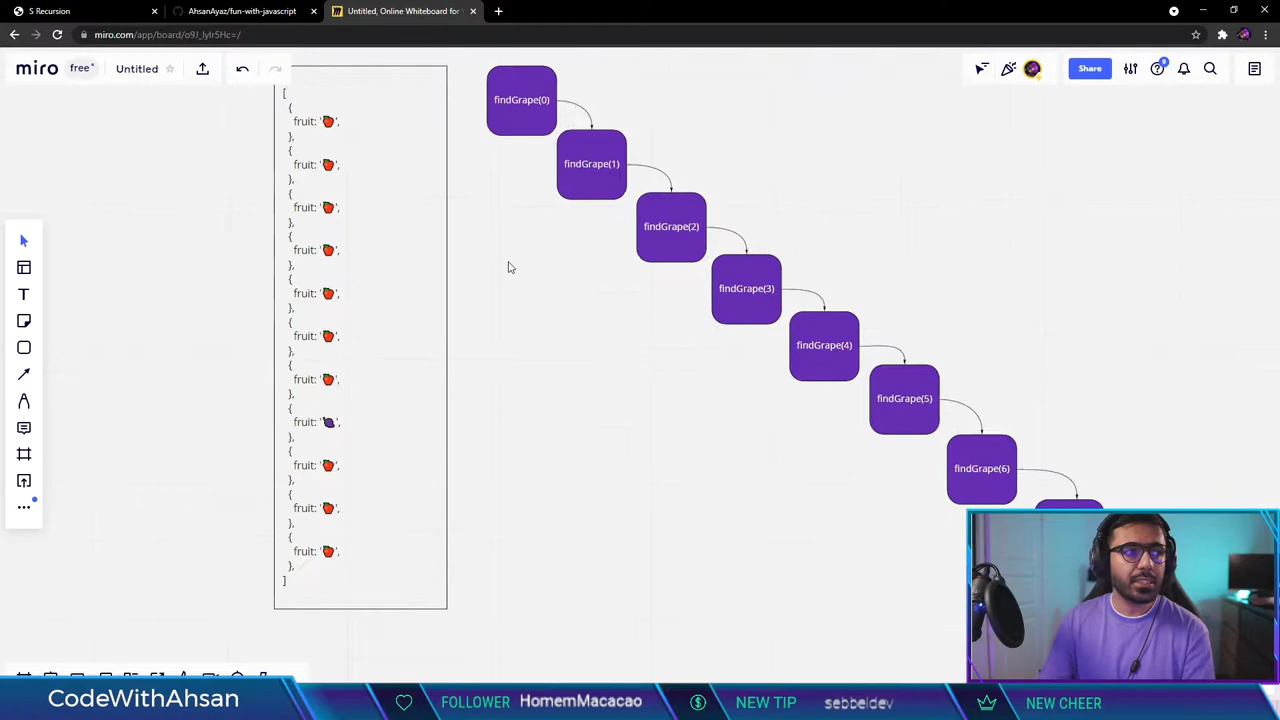 S Recursion
AhsanAyaz/fun-with-javascript
Untitled, Online Whiteboard for
miro.com/app/board/o9J_lyIr5Hc=/
miro
free
Untitled
Share
[
{
fruit: '🍎',
},
{
fruit: '🍎',
},
{
fruit: '🍎',
},
{
fruit: '🍎',
},
{
fruit: '🍎',
},
{
fruit: '🍎',
},
{
fruit: '🍎',
},
{
fruit: '🍇',
},
{
fruit: '🍎',
},
{
fruit: '🍎',
},
{
fruit: '🍎',
},
]
findGrape(0)
findGrape(1)
findGrape(2)
findGrape(3)
findGrape(4)
findGrape(5)
findGrape(6)
CodeWithAhsan
FOLLOWER HomemMacacao
NEW TIP sebbeldev
NEW CHEER